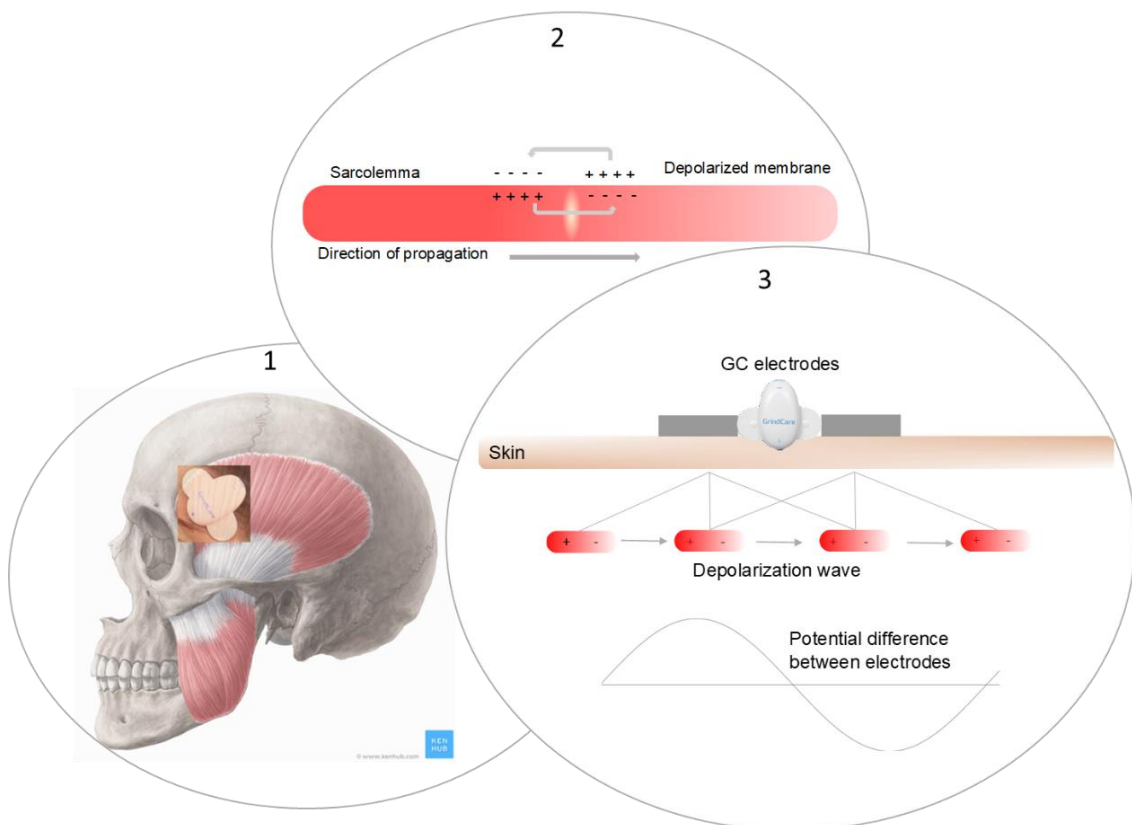 2
- - - -
+ + + +
Sarcolemma
Depolarized membrane
+ + + +
- - - -
Direction of propagation
3
GC electrodes
GrindCare
Skin
+ -
+ -
+ -
+ -
Depolarization wave
Potential difference
between electrodes
1
GrindCare
KEN
HUB
© www.kenhub.com